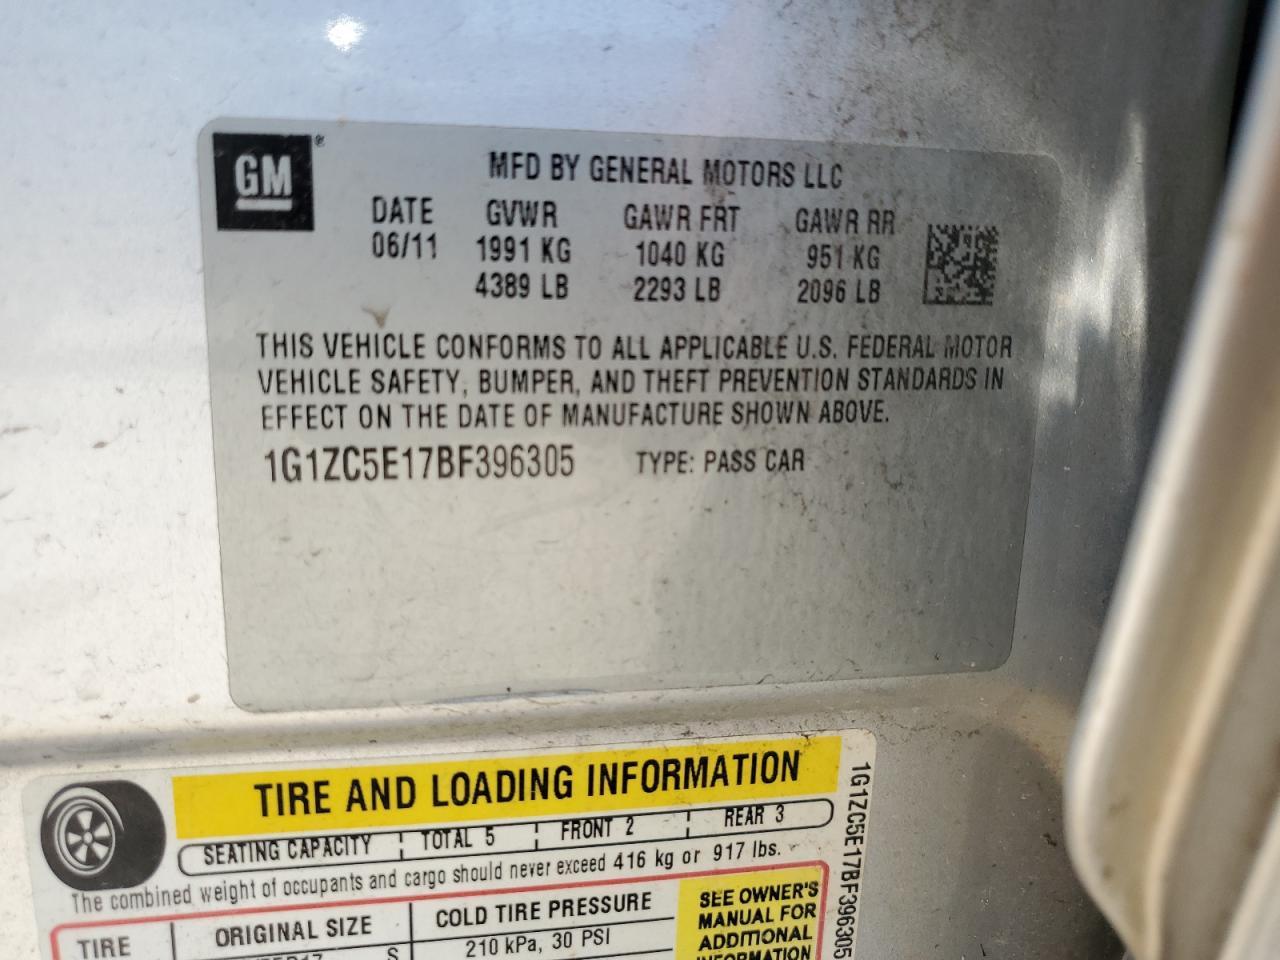 GM ®
MFD BY GENERAL MOTORS LLC
DATE GVWR GAWR FRT GAWR RR
06/11 1991 KG 1040 KG 951 KG
4389 LB 2293 LB 2096 LB
THIS VEHICLE CONFORMS TO ALL APPLICABLE U.S. FEDERAL MOTOR
VEHICLE SAFETY, BUMPER, AND THEFT PREVENTION STANDARDS IN
EFFECT ON THE DATE OF MANUFACTURE SHOWN ABOVE.
1G1ZC5E17BF396305 TYPE: PASS CAR
TIRE AND LOADING INFORMATION
SEATING CAPACITY TOTAL 5 FRONT 2 REAR 3
The combined weight of occupants and cargo should never exceed 416 kg or 917 lbs.
TIRE ORIGINAL SIZE COLD TIRE PRESSURE
S 210 kPa, 30 PSI
SEE OWNER'S
MANUAL FOR
ADDITIONAL
INFORMATION
1G1ZC5E17BF396305